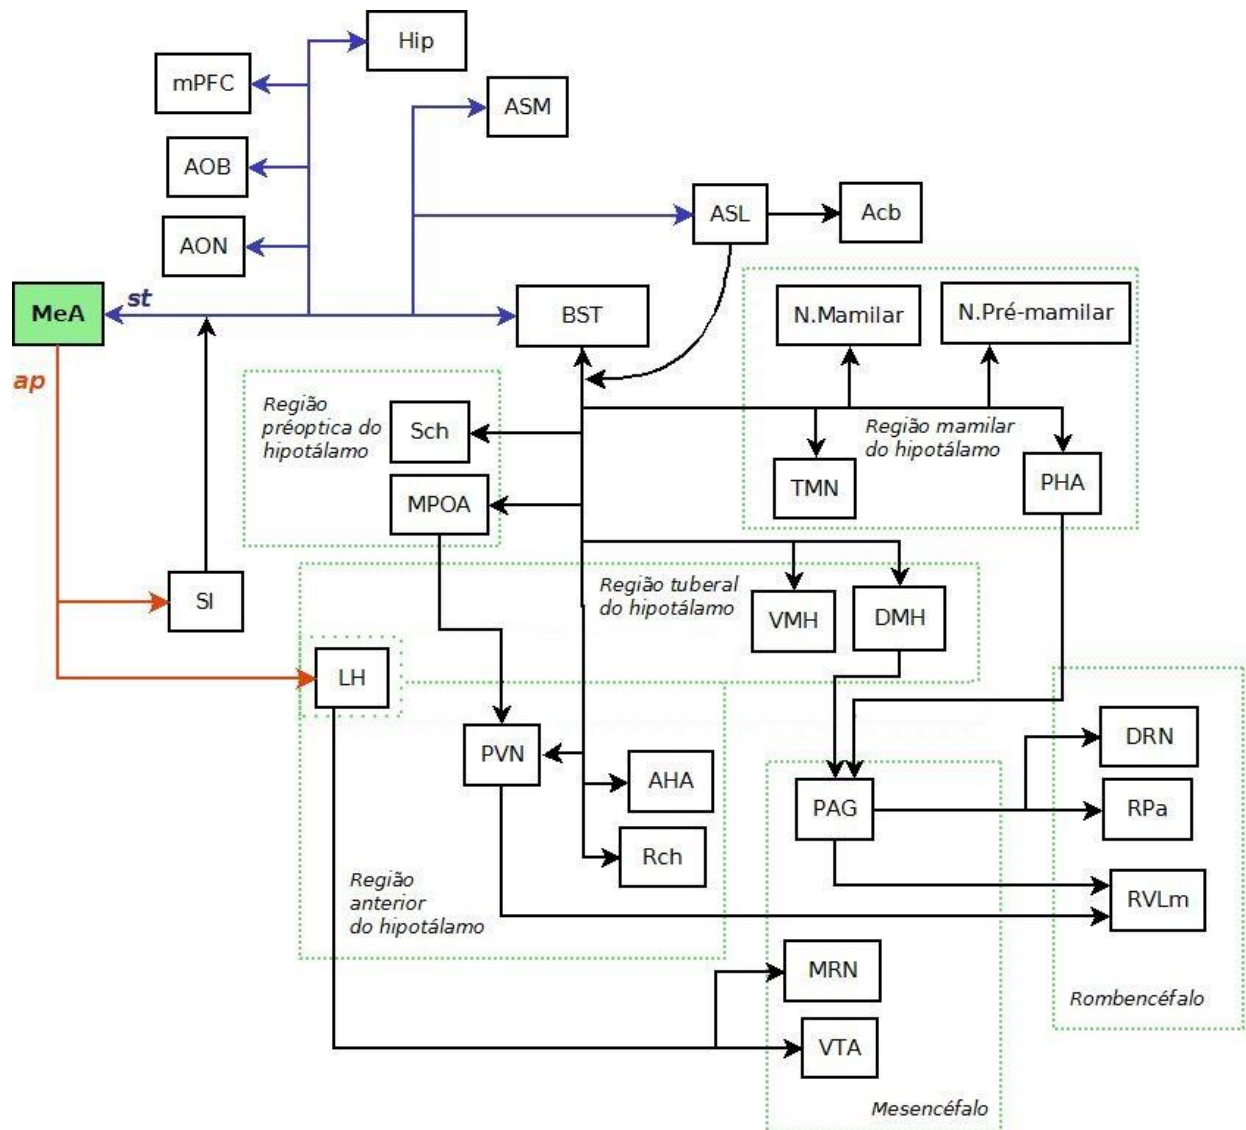 Hip
mPFC
ASM
AOB
ASL
Acb
AON
MeA
st
BST
N.Mamilar
N.Pré-mamilar
ap
Região
préoptica do
hipotálamo
Sch
MPOA
Região mamilar
do hipotálamo
TMN
PHA
SI
Região tuberal
do hipotálamo
VMH
DMH
LH
PVN
AHA
Rch
Região
anterior
do hipotálamo
PAG
DRN
RPa
RVLm
MRN
VTA
Rombencéfalo
Mesencéfalo